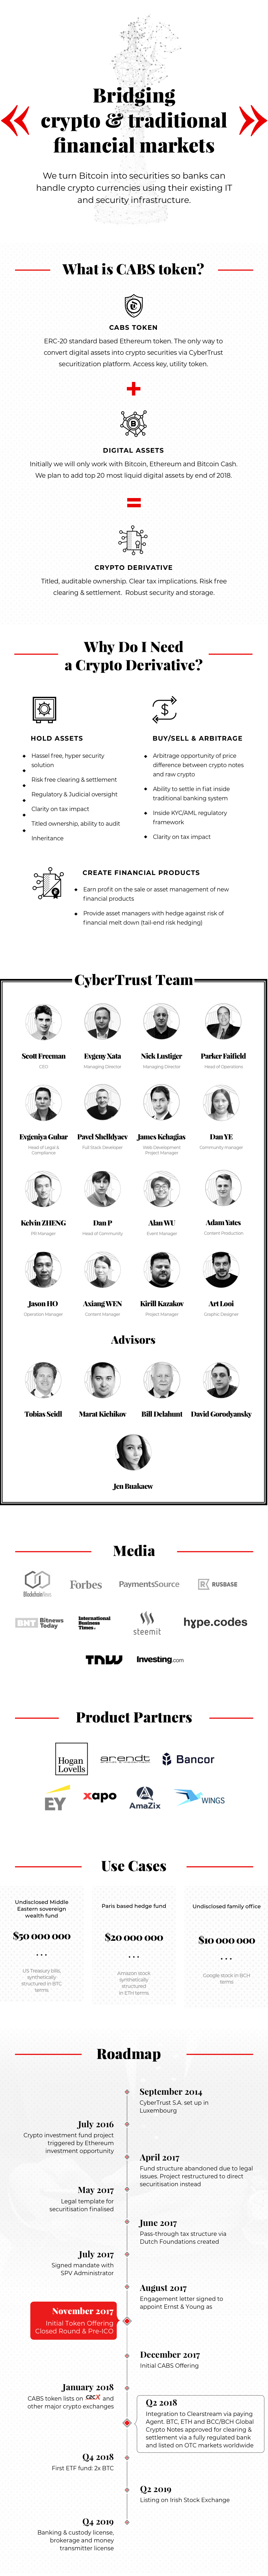 Bridging
crypto & traditional
financial markets
We turn Bitcoin into securities so banks can
handle crypto currencies using their existing IT
and security infrastructure.
What is CABS token?
CABS TOKEN
ERC-20 standard based Ethereum token. The only way to
convert digital assets into crypto securities via CyberTrust
securitization platform. Access key, utility token.
+
DIGITAL ASSETS
Initially we will only work with Bitcoin, Ethereum and Bitcoin Cash.
We plan to add top 20 most liquid digital assets by end of 2018.
=
CRYPTO DERIVATIVE
Titled, auditable ownership. Clear tax implications. Risk free
clearing & settlement. Robust security and storage.
Why Do I Need
a Crypto Derivative?
HOLD ASSETS
Hassel free, hyper security
solution
Risk free clearing & settlement
Regulatory & Judicial oversight
Clarity on tax impact
Titled ownership, ability to audit
Inheritance
BUY/SELL & ARBITRAGE
Arbitrage opportunity of price
difference between crypto notes
and raw crypto
Ability to settle in fiat inside
traditional banking system
Inside KYC/AML regulatory
framework
Clarity on tax impact
CREATE FINANCIAL PRODUCTS
Earn profit on the sale or asset management of new
financial products
Provide asset managers with hedge against risk of
financial melt down (tail-end risk hedging)
CyberTrust Team
Scott Freeman
CEO
Evgeny Xata
Managing Director
Nick Lustiger
Managing Director
Parker Faifield
Head of Operations
Evgeniya Gubar
Head of Legal &
Compliance
Pavel Shelldyaev
Full Stack Developer
James Kehagias
Web Development
Project Manager
Dan YE
Community manager
Kelvin ZHENG
PR Manager
Dan P
Head of Community
Alan WU
Event Manager
Adam Yates
Content Production
Jason HO
Operation Manager
Axiang WEN
Content Manager
Kirill Kazakov
Project Manager
Art Looi
Graphic Designer
Advisors
Tobias Seidl
Marat Kichikov
Bill Delahunt
David Gorodyansky
Jen Buakaew
Media
BlockchainNews
Forbes
PaymentsSource
RUSBASE
BNT Bitnews
Today
International
Business
Times
steemit
hype.codes
TNW
Investing.com
Product Partners
Hogan
Lovells
arendt
Bancor
EY
xapo
AmaZix
WINGS
Use Cases
Undisclosed Middle
Eastern sovereign
wealth fund
$50 000 000
...
US Treasury bills,
synthetically
structured in BTC
terms.
Paris based hedge fund
$20 000 000
...
Amazon stock
synthetically
structured
in ETH terms.
Undisclosed family office
$10 000 000
...
Google stock in BCH
terms
Roadmap
September 2014
CyberTrust S.A. set up in
Luxembourg
July 2016
Crypto investment fund project
triggered by Ethereum
investment opportunity
April 2017
Fund structure abandoned due to legal
issues. Project restructured to direct
securitisation instead
May 2017
Legal template for
securitisation finalised
June 2017
Pass-through tax structure via
Dutch Foundations created
July 2017
Signed mandate with
SPV Administrator
August 2017
Engagement letter signed to
appoint Ernst & Young as
November 2017
Initial Token Offering
Closed Round & Pre-ICO
December 2017
Initial CABS Offering
January 2018
CABS token lists on C2CX and
other major crypto exchanges
Q2 2018
Integration to Clearstream via paying
Agent. BTC, ETH and BCC/BCH Global
Crypto Notes approved for clearing &
settlement via a fully regulated bank
and listed on OTC markets worldwide
Q4 2018
First ETF fund: 2x BTC
Q2 2019
Listing on Irish Stock Exchange
Q4 2019
Banking & custody license,
brokerage and money
transmitter license